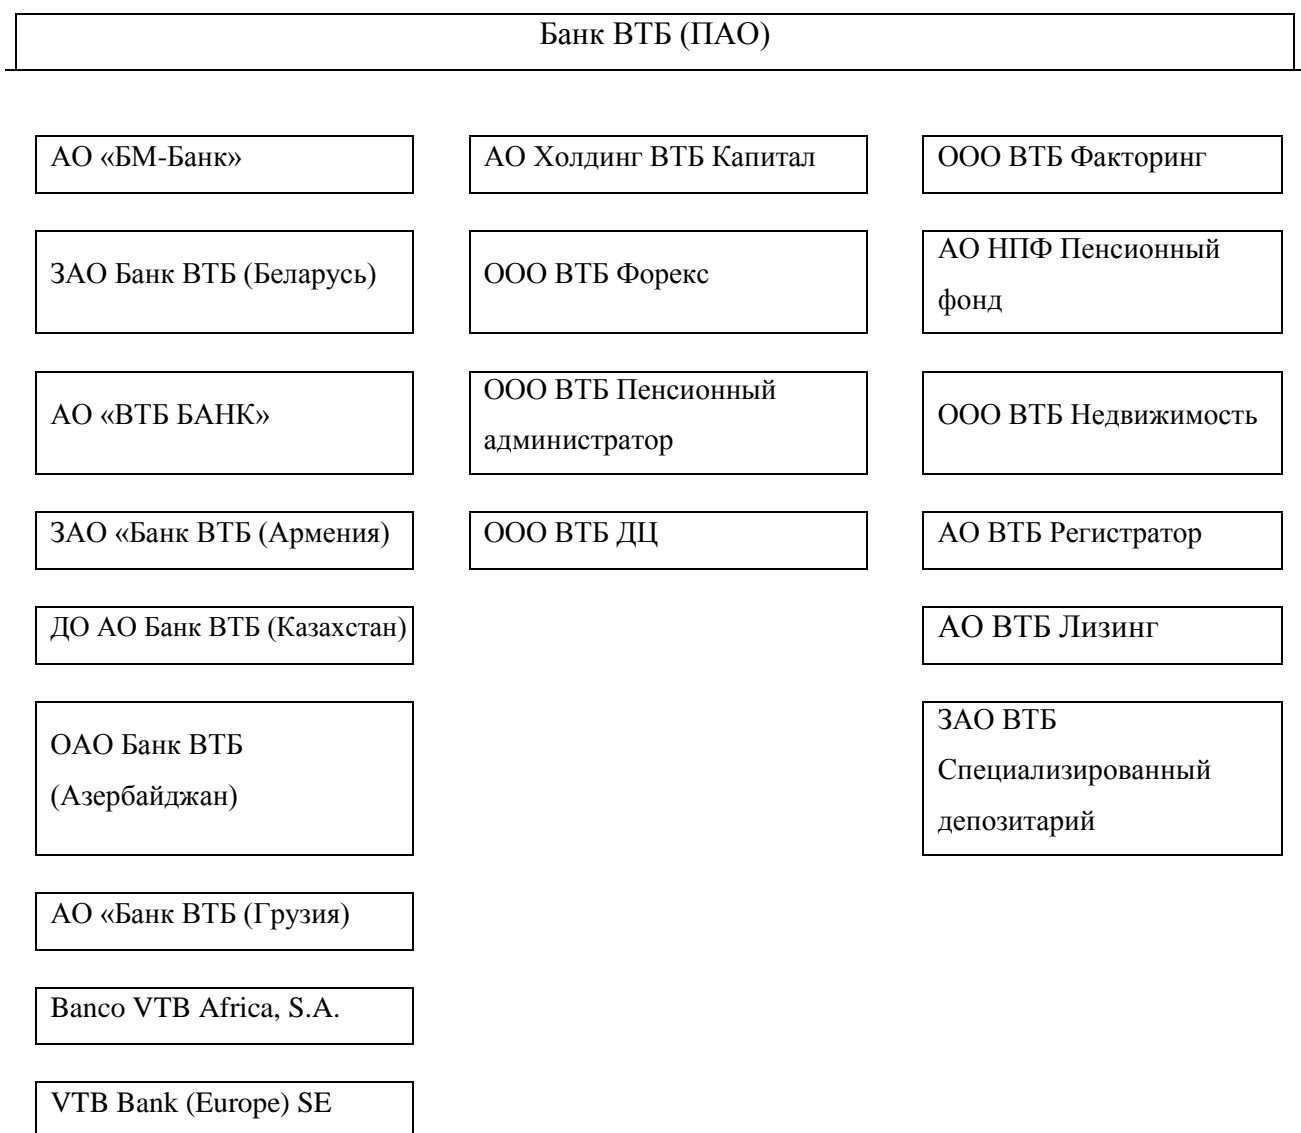 Банк ВТБ (ПАО)
АО «БМ-Банк»
АО Холдинг ВТБ Капитал
ООО ВТБ Факторинг
ЗАО Банк ВТБ (Беларусь)
ООО ВТБ Форекс
АО НПФ Пенсионный
фонд
АО «ВТБ БАНК»
ООО ВТБ Пенсионный
администратор
ООО ВТБ Недвижимость
ЗАО «Банк ВТБ (Армения)
ООО ВТБ ДЦ
АО ВТБ Регистратор
ДО АО Банк ВТБ (Казахстан)
АО ВТБ Лизинг
ОАО Банк ВТБ
(Азербайджан)
ЗАО ВТБ
Специализированный
депозитарий
АО «Банк ВТБ (Грузия)
Banco VTB Africa, S.A.
VTB Bank (Europe) SE